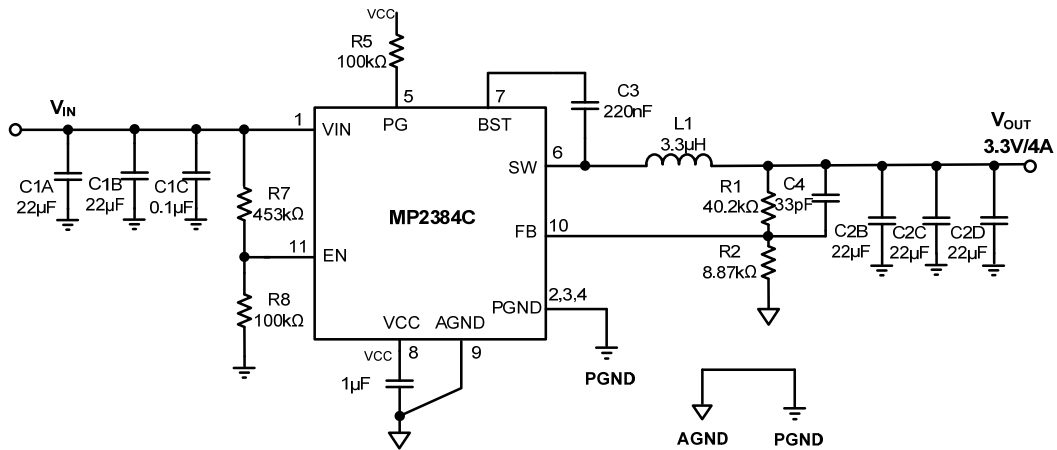 VCC
R5
100kΩ
5
7
C3
220nF
VIN
1
VIN
PG
BST
L1
3.3µH
VOUT
3.3V/4A
6
SW
C1A
22µF
C1B
22µF
C1C
0.1µF
R7
453kΩ
MP2384C
R1
40.2kΩ
C4
33pF
FB
10
C2B
22µF
C2C
22µF
C2D
22µF
11
EN
R2
8.87kΩ
R8
100kΩ
PGND
2,3,4
VCC
AGND
VCC
8
9
1µF
PGND
AGND
PGND